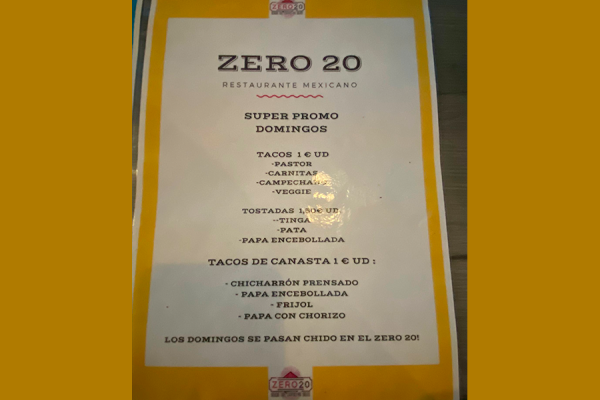 ZERO 20
ZERO 20
RESTAURANTE MEXICANO
SUPER PROMO
DOMINGOS
TACOS 1 € UD
-PASTOR
-CARNITAS
-CAMPECHANO
-VEGGIE
TOSTADAS 1,50€ UD.
--TINGA
-PATA
-PAPA ENCEBOLLADA
TACOS DE CANASTA 1 € UD :
- CHICHARRÓN PRENSADO
- PAPA ENCEBOLLADA
- FRIJOL
- PAPA CON CHORIZO
LOS DOMINGOS SE PASAN CHIDO EN EL ZERO 20!
ZERO20